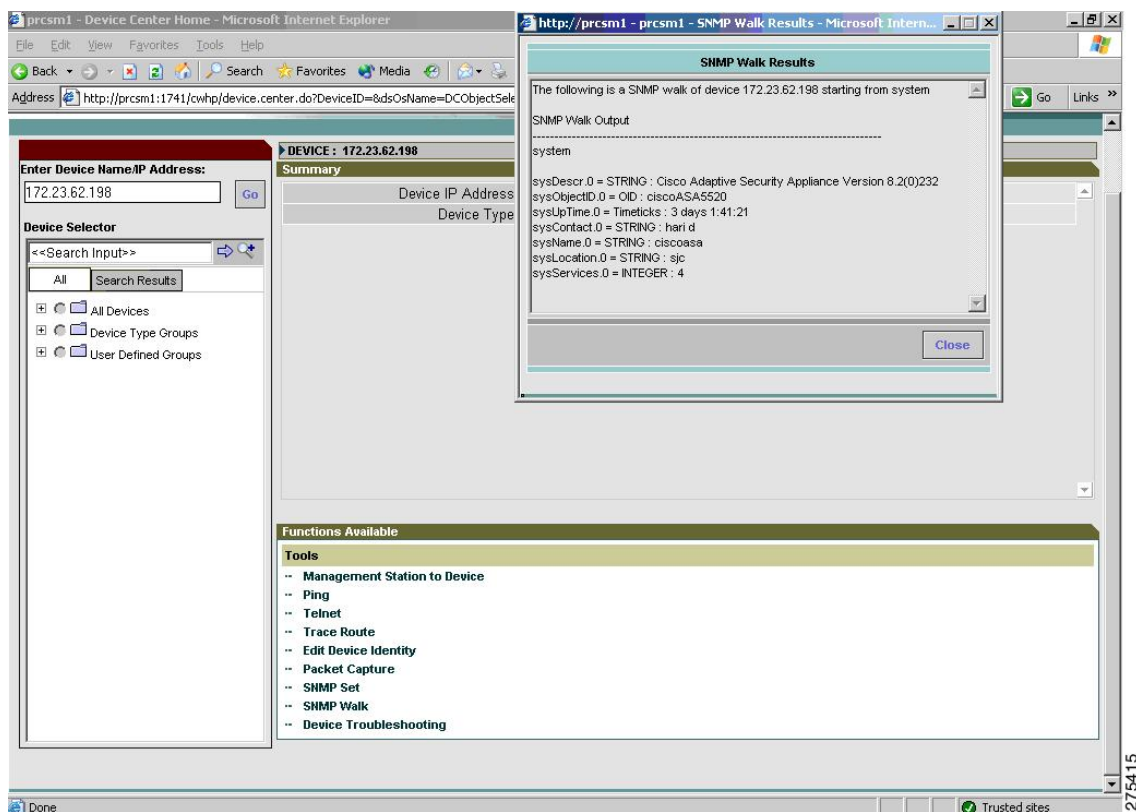 prcsm1 - Device Center Home - Microsoft Internet Explorer
File Edit View Favorites Tools Help
Back Search Favorites Media
Address http://prcsm1:1741/cwhp/device.center.do?DeviceID=&dsOsName=DCObjectSele
Go Links »
http://prcsm1 - prcsm1 - SNMP Walk Results - Microsoft Intern...
SNMP Walk Results
The following is a SNMP walk of device 172.23.62.198 starting from system
SNMP Walk Output
--------------------------------------------------------------------------------
system
sysDescr.0 = STRING : Cisco Adaptive Security Appliance Version 8.2(0)232
sysObjectID.0 = OID : ciscoASA5520
sysUpTime.0 = Timeticks : 3 days 1:41:21
sysContact.0 = STRING : hari d
sysName.0 = STRING : ciscoasa
sysLocation.0 = STRING : sjc
sysServices.0 = INTEGER : 4
Close
Enter Device Name/IP Address:
172.23.62.198 Go
Device Selector
<<Search Input>>
All Search Results
All Devices
Device Type Groups
User Defined Groups
DEVICE : 172.23.62.198
Summary
Device IP Address
Device Type
Functions Available
Tools
Management Station to Device
Ping
Telnet
Trace Route
Edit Device Identity
Packet Capture
SNMP Set
SNMP Walk
Device Troubleshooting
Done
Trusted sites
275415